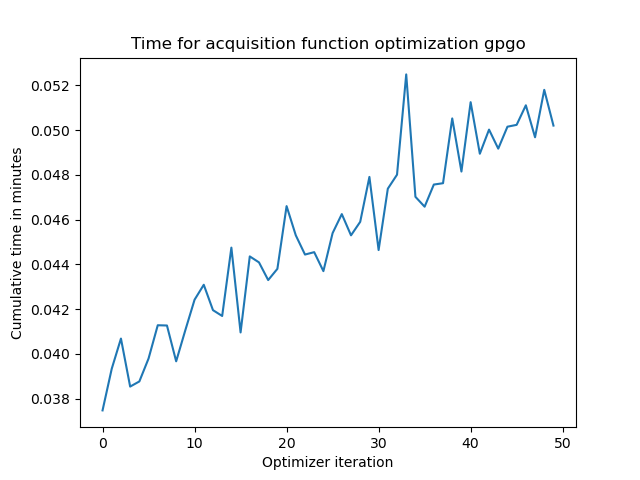 Time for acquisition function optimization gpgo
0.052
0.050
0.048
0.046
0.044
0.042
0.040
0.038
Cumulative time in minutes
0 10 20 30 40 50
Optimizer iteration